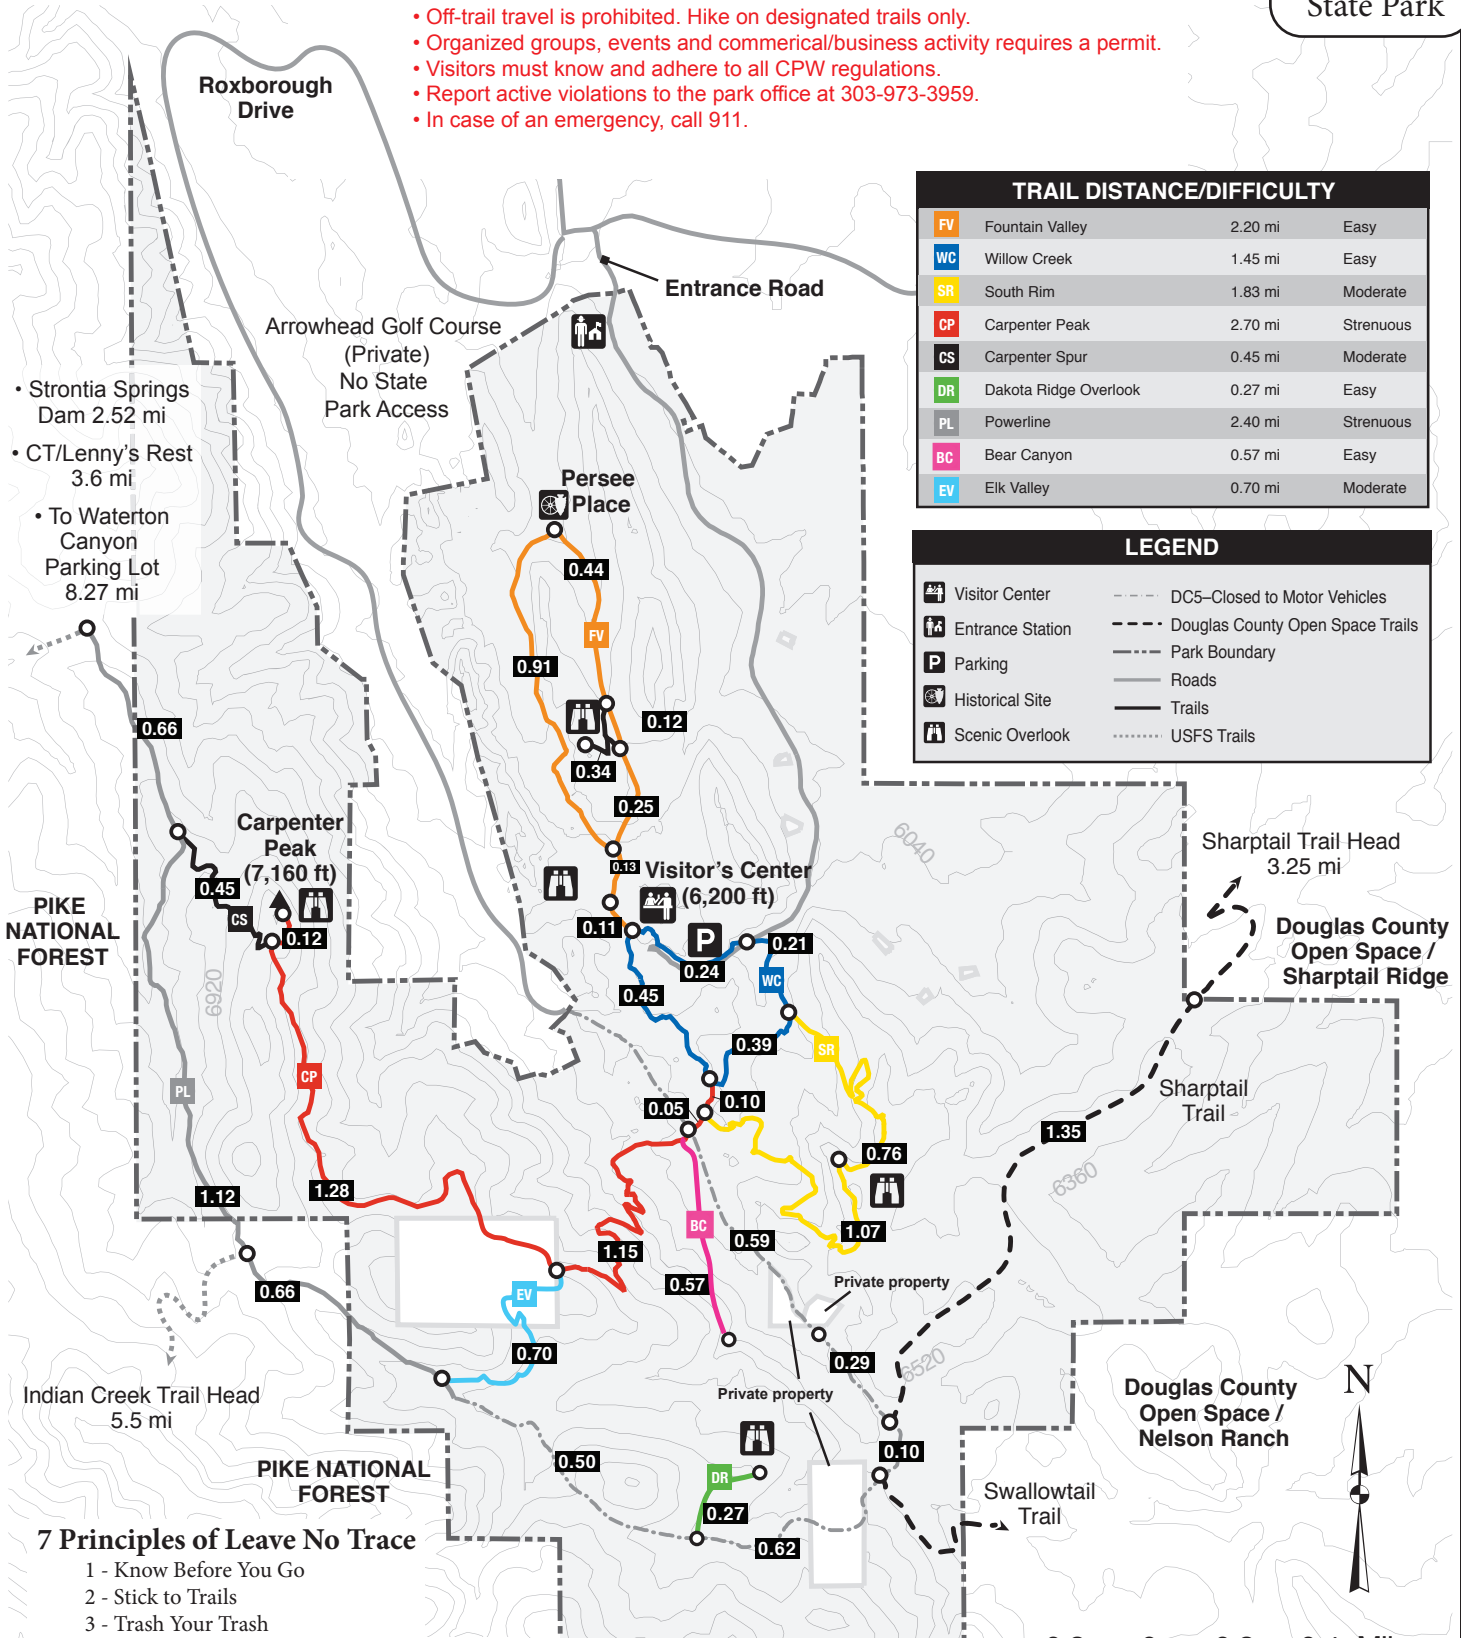 State Park
• Off-trail travel is prohibited. Hike on designated trails only.
• Organized groups, events and commerical/business activity requires a permit.
• Visitors must know and adhere to all CPW regulations.
• Report active violations to the park office at 303-973-3959.
• In case of an emergency, call 911.
Roxborough
Drive
Entrance Road
Arrowhead Golf Course
(Private)
No State
Park Access
TRAIL DISTANCE/DIFFICULTY
FV Fountain Valley 2.20 mi Easy
WC Willow Creek 1.45 mi Easy
SR South Rim 1.83 mi Moderate
CP Carpenter Peak 2.70 mi Strenuous
CS Carpenter Spur 0.45 mi Moderate
DR Dakota Ridge Overlook 0.27 mi Easy
PL Powerline 2.40 mi Strenuous
BC Bear Canyon 0.57 mi Easy
EV Elk Valley 0.70 mi Moderate
LEGEND
Visitor Center
Entrance Station
P Parking
Historical Site
Scenic Overlook
DC5–Closed to Motor Vehicles
Douglas County Open Space Trails
Park Boundary
Roads
Trails
USFS Trails
• Strontia Springs
Dam 2.52 mi
• CT/Lenny's Rest
3.6 mi
• To Waterton
Canyon
Parking Lot
8.27 mi
Persee
Place
0.44
FV
0.91
0.12
0.34
0.25
0.13
0.66
Carpenter
Peak
(7,160 ft)
0.45
CS
0.12
Visitor's Center
(6,200 ft)
0.11
P
0.21
0.24
WC
0.45
0.39
SR
6040
Sharptail Trail Head
3.25 mi
PIKE
NATIONAL
FOREST
Douglas County
Open Space /
Sharptail Ridge
6920
CP
PL
0.10
0.05
Sharptail
Trail
1.35
0.76
6360
1.12
1.28
BC
1.07
0.59
1.15
0.57
Private property
EV
0.66
0.70
0.29
6520
Private property
Indian Creek Trail Head
5.5 mi
Douglas County
Open Space /
Nelson Ranch
N
0.10
0.50
DR
PIKE NATIONAL
FOREST
0.27
0.62
Swallowtail
Trail
7 Principles of Leave No Trace
1 - Know Before You Go
2 - Stick to Trails
3 - Trash Your Trash